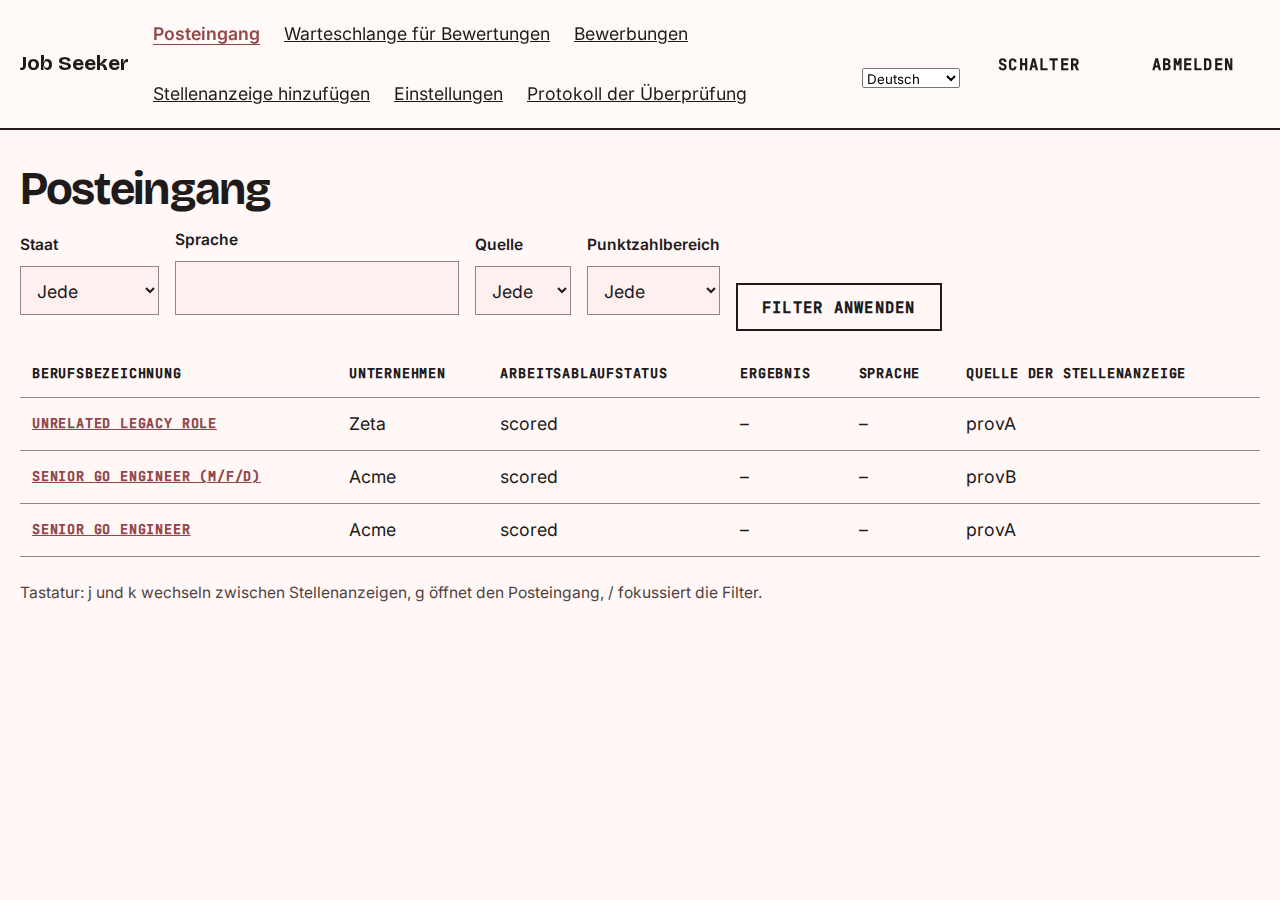 Job Seeker
Posteingang Warteschlange für Bewertungen Bewerbungen
Stellenanzeige hinzufügen Einstellungen Protokoll der Überprüfung
Deutsch
SCHALTER
ABMELDEN
Posteingang
Staat Sprache Quelle Punktzahlbereich
Jede Jede Jede
FILTER ANWENDEN
BERUFSBEZEICHNUNG UNTERNEHMEN ARBEITSABLAUFSTATUS ERGEBNIS SPRACHE QUELLE DER STELLENANZEIGE
UNRELATED LEGACY ROLE Zeta scored – – provA
SENIOR GO ENGINEER (M/F/D) Acme scored – – provB
SENIOR GO ENGINEER Acme scored – – provA
Tastatur: j und k wechseln zwischen Stellenanzeigen, g öffnet den Posteingang, / fokussiert die Filter.